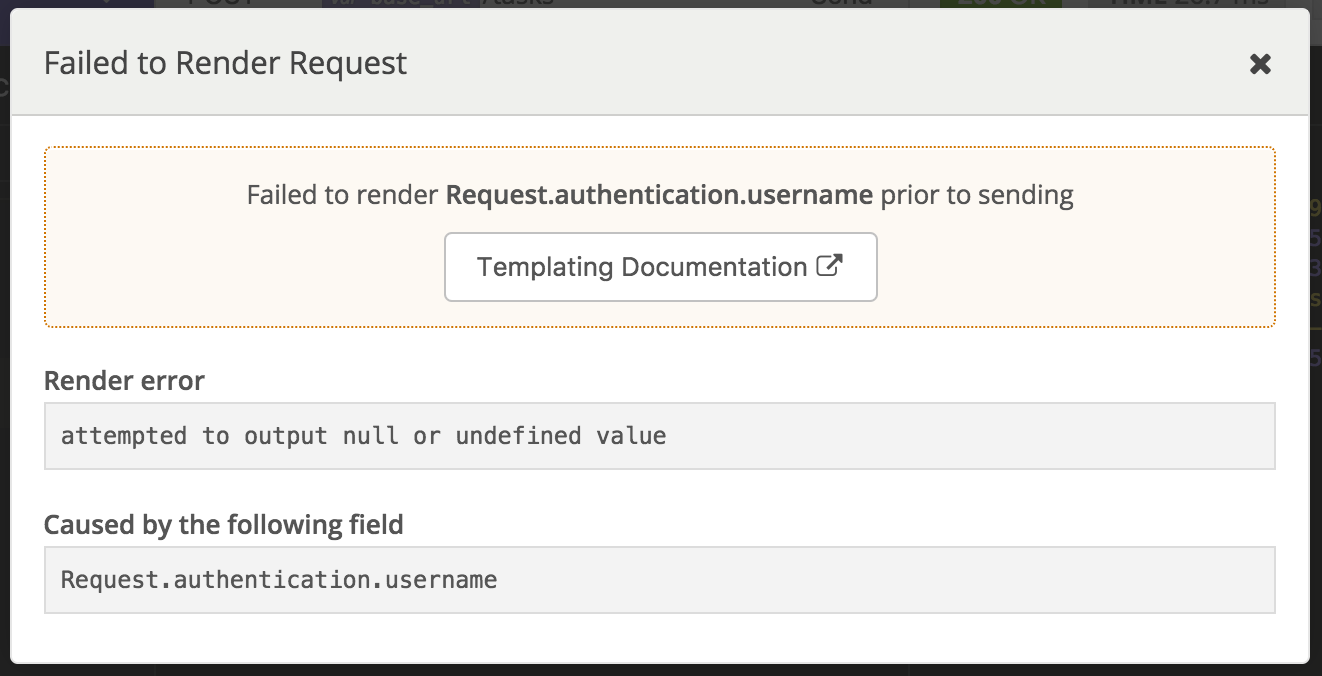 Failed to Render Request
Failed to render Request.authentication.username prior to sending
Templating Documentation
Render error
attempted to output null or undefined value
Caused by the following field
Request.authentication.username